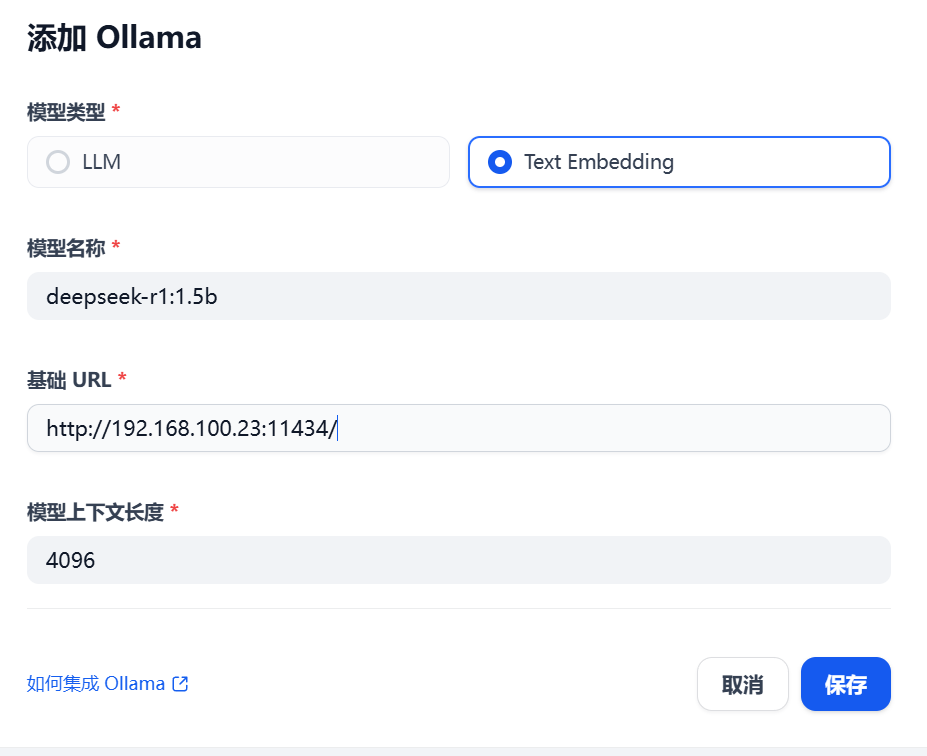 添加 Ollama
模型类型 *
LLM
Text Embedding
模型名称 *
deepseek-r1:1.5b
基础 URL *
http://192.168.100.23:11434/
模型上下文长度 *
4096
如何集成 Ollama
取消
保存